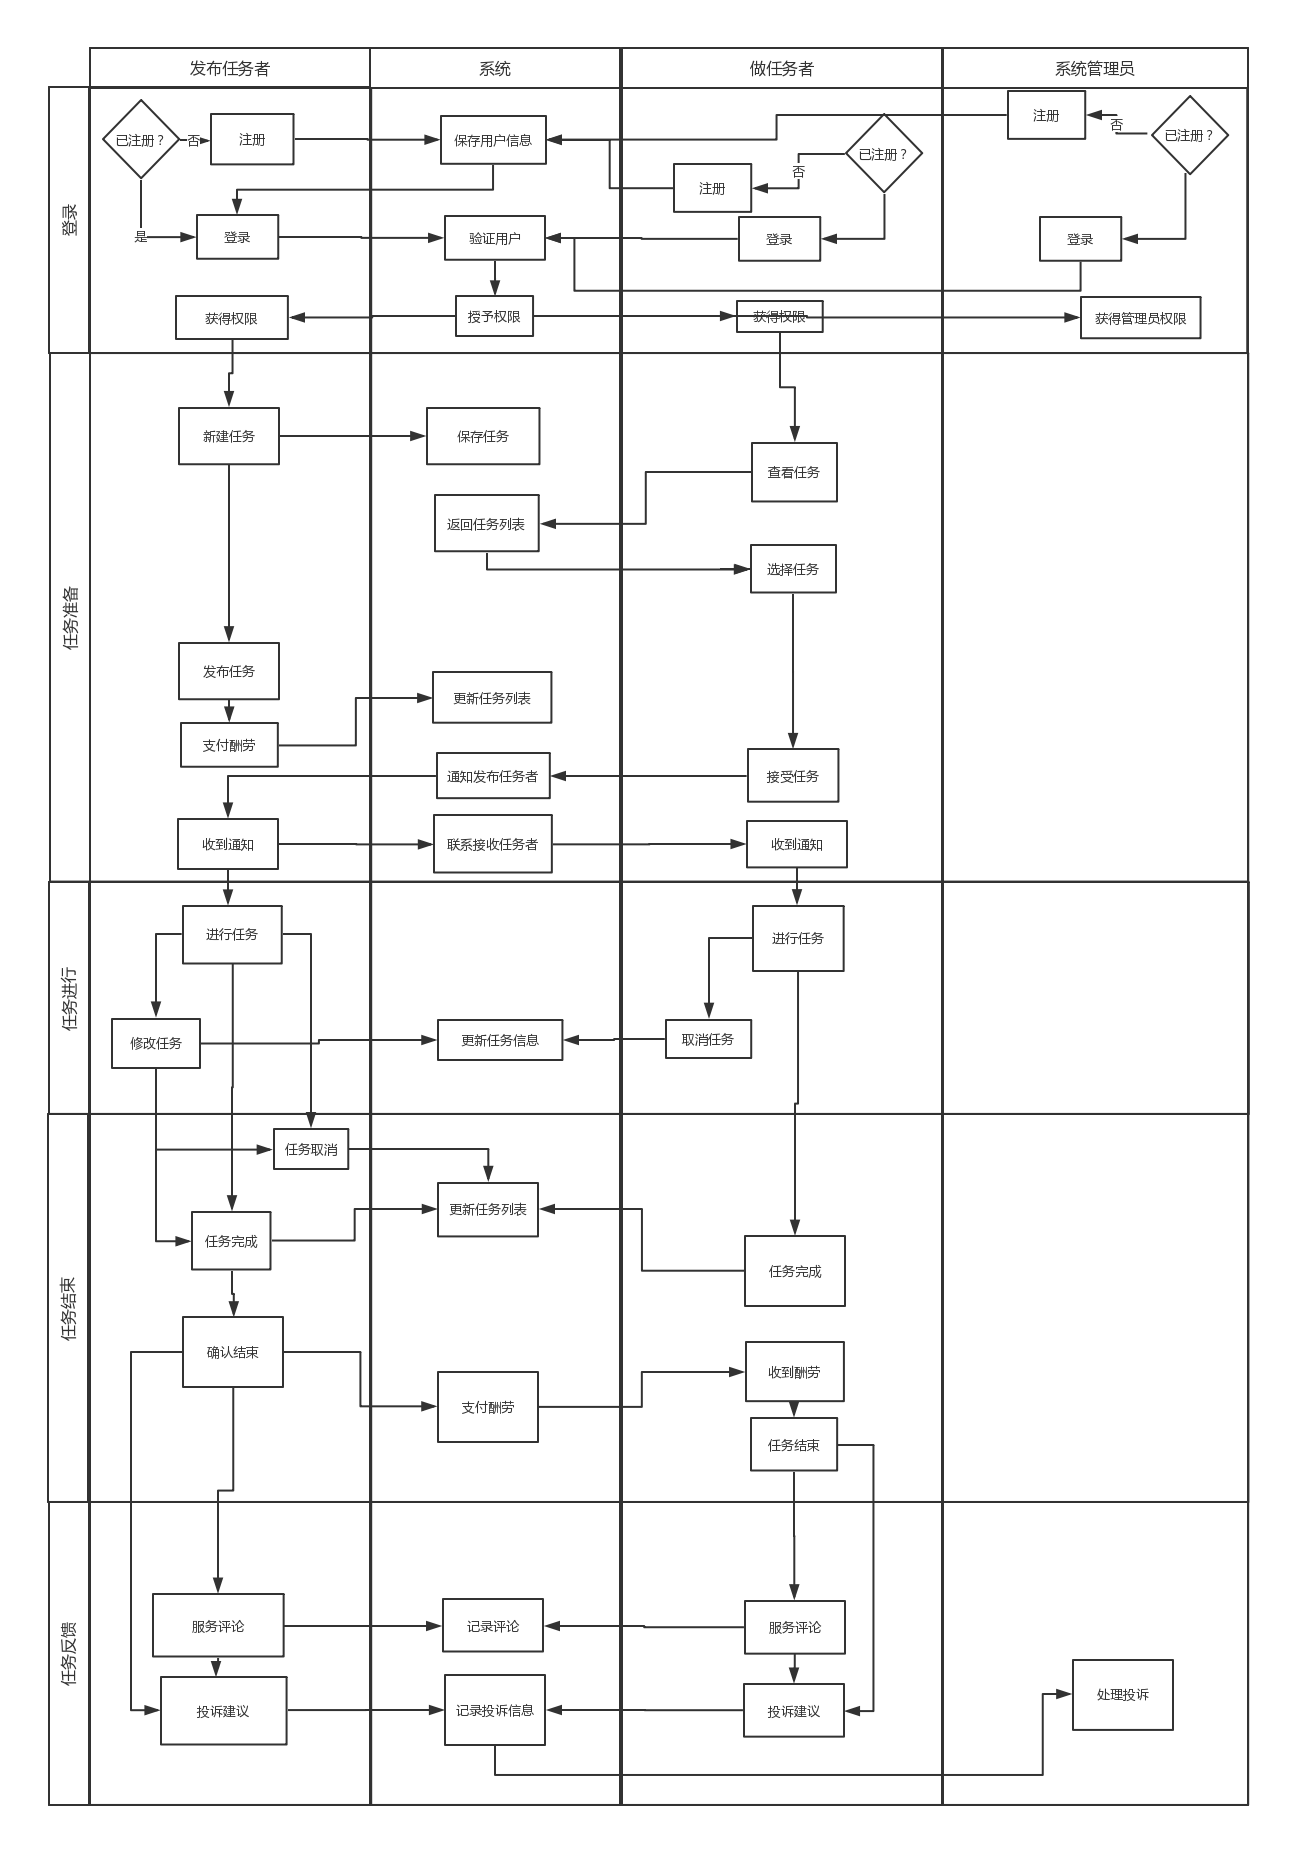 发布任务者
系统
做任务者
系统管理员
登录
已注册？
否
注册
保存用户信息
注册
否
已注册？
注册
否
已注册？
是
登录
验证用户
登录
登录
获得权限
授予权限
获得权限
获得管理员权限
任务准备
新建任务
保存任务
查看任务
返回任务列表
选择任务
发布任务
更新任务列表
支付酬劳
通知发布任务者
接受任务
收到通知
联系接收任务者
收到通知
任务进行
进行任务
进行任务
修改任务
更新任务信息
取消任务
任务结束
任务取消
更新任务列表
任务完成
任务完成
确认结束
收到酬劳
支付酬劳
任务结束
任务反馈
服务评论
记录评论
服务评论
投诉建议
记录投诉信息
投诉建议
处理投诉